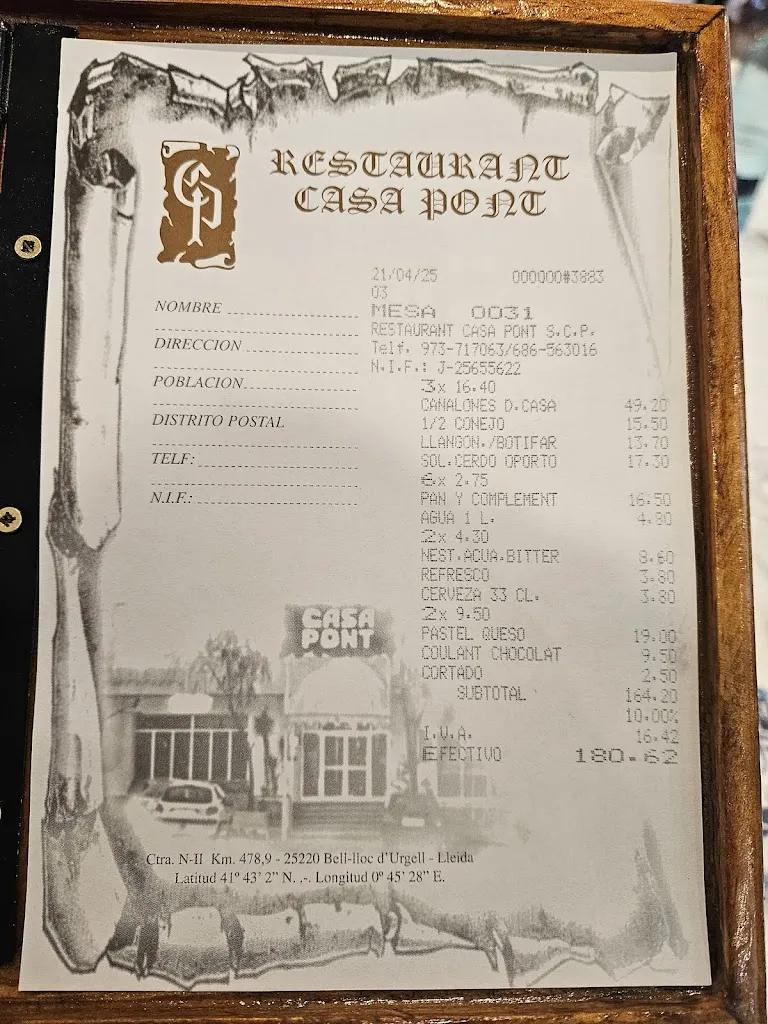 CP
RESTAURANT
CASA PONT
21/04/25 000000#3883
03
NOMBRE
MESA 0031
RESTAURANT CASA PONT S.C.P.
DIRECCION
Telf. 973-717063/686-563016
N.I.F.: J-25655622
POBLACION
3x 16.40
CANALONES D.CASA 49.20
DISTRITO POSTAL
1/2 CONEJO 15.50
LLANGON./BOTIFAR 13.70
TELF:
SOL.CERDO OPORTO 17.30
6x 2.75
N.I.F.:
PAN Y COMPLEMENT 16.50
AGUA 1 L. 4.80
2x 4.30
NEST.AQUA.BITTER 8.60
REFRESCO 3.80
CERVEZA 33 CL. 3.80
2x 9.50
CASA
PONT
PASTEL QUESO 19.00
COULANT CHOCOLAT 9.50
CORTADO 2.50
SUBTOTAL 164.20
10.00%
I.V.A. 16.42
EFECTIVO 180.62
Ctra. N-II Km. 478,9 - 25220 Bell-lloc d'Urgell - Lleida
Latitud 41º 43' 2" N. .-. Longitud 0º 45' 28" E.